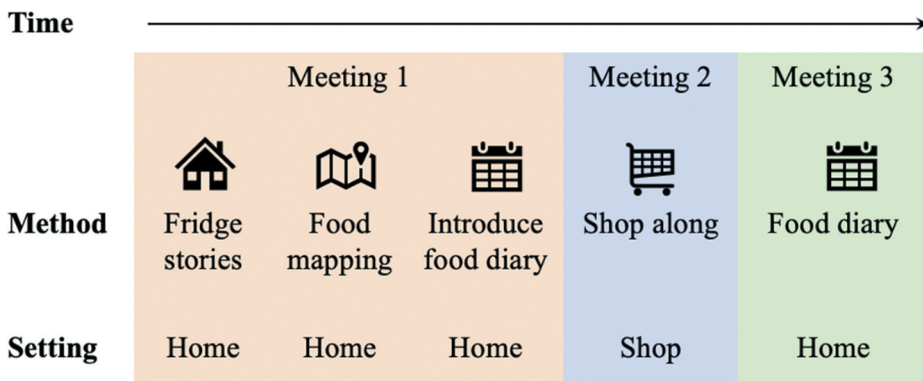 Time
Meeting 1 Meeting 2 Meeting 3
Method Fridge Food Introduce Shop along Food diary
stories mapping food diary
Setting Home Home Home Shop Home